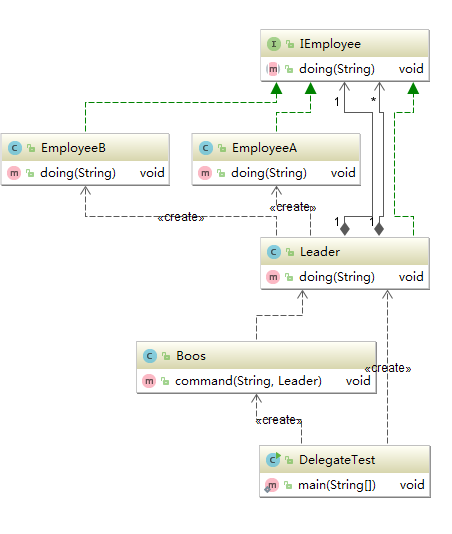 I IEmployee
m doing(String) void
1 *
C EmployeeB
m doing(String) void
C EmployeeA
m doing(String) void
«create»
«create»
1 1
C Leader
m doing(String) void
C Boos
m command(String, Leader) void
«create»
«create»
C DelegateTest
m main(String[]) void